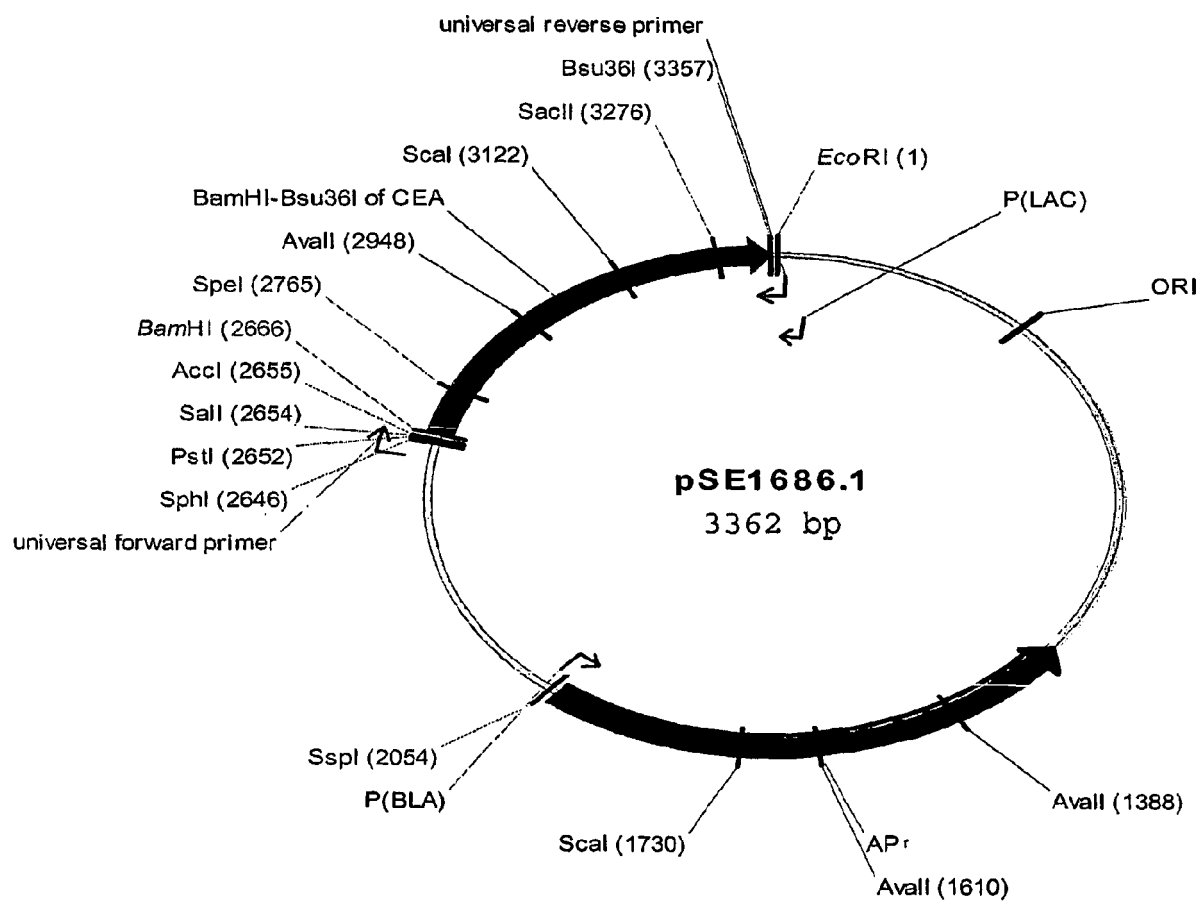 universal reverse primer
Bsu36I (3357)
SacII (3276)
ScaI (3122)
EcoRI (1)
BamHI-Bsu36I of CEA
P(LAC)
AvaII (2948)
SpeI (2765)
ORI
BamHI (2666)
AccI (2655)
SalI (2654)
PstI (2652)
SphI (2646)
universal forward primer
pSE1686.1
3362 bp
SspI (2054)
P(BLA)
AvaII (1388)
ScaI (1730)
APr
AvaII (1610)